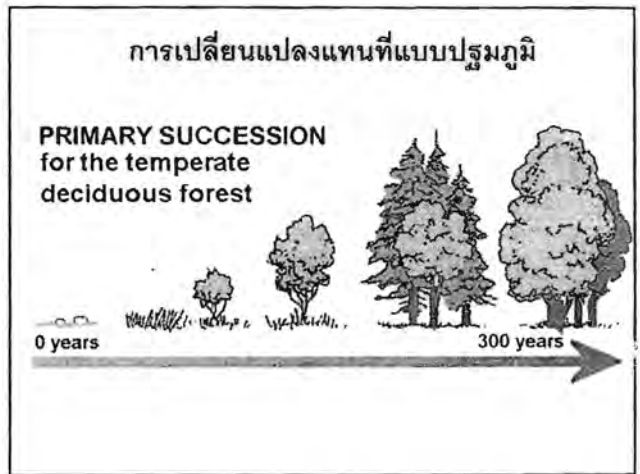 การเปลี่ยนแปลงแทนที่แบบปฐมภูมิ
PRIMARY SUCCESSION
for the temperate
deciduous forest
0 years
300 years